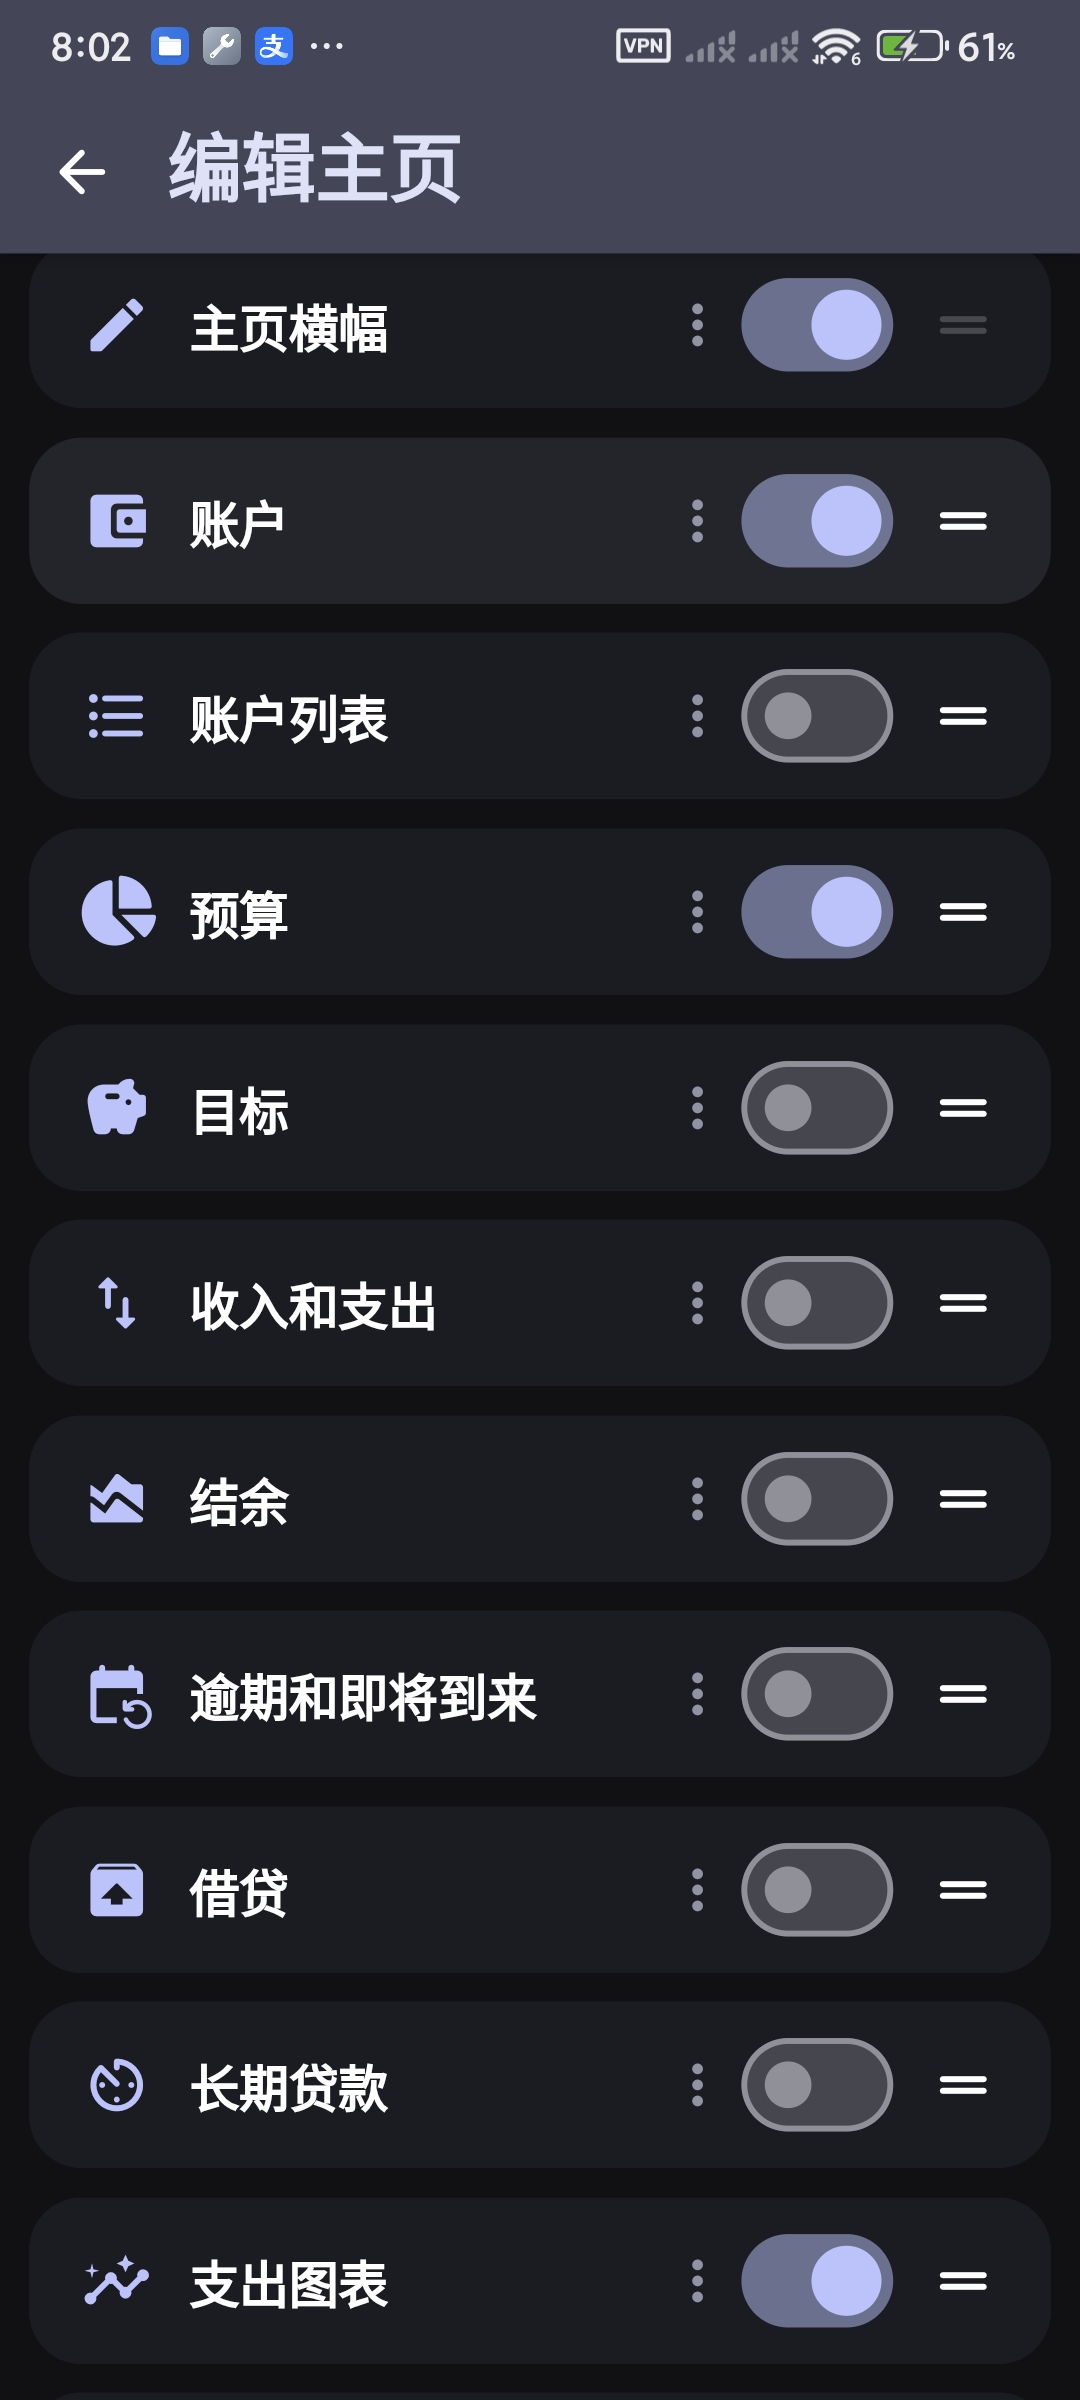 8:02 支 ··· VPN 6 61%
编辑主页
主页横幅
账户
账户列表
预算
目标
收入和支出
结余
逾期和即将到来
借贷
长期贷款
支出图表